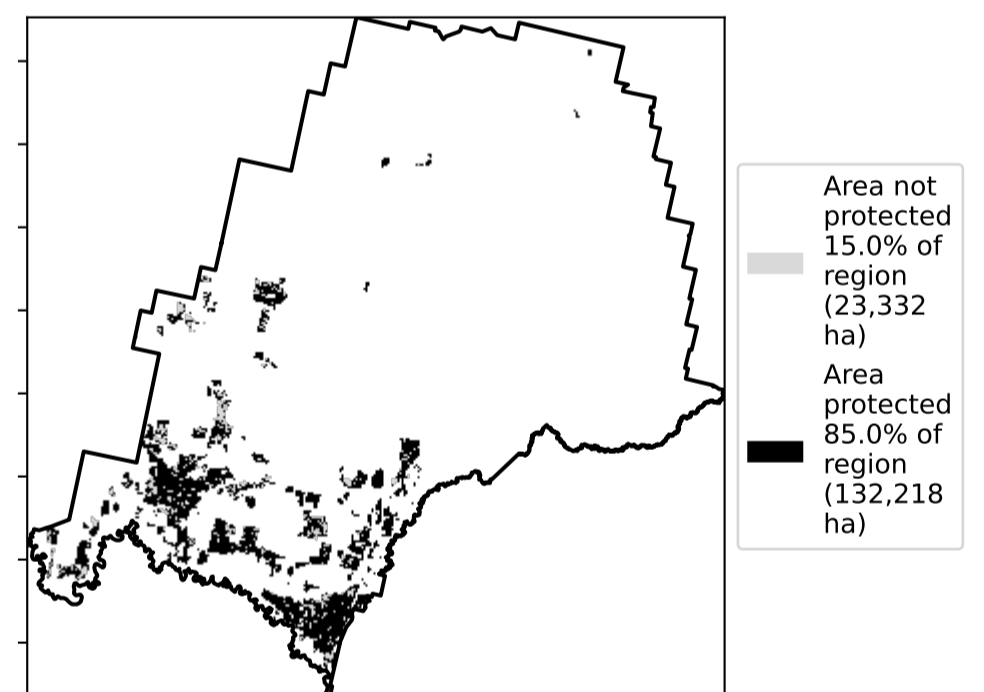 Area not
protected
15.0% of
region
(23,332
ha)
Area
protected
85.0% of
region
(132,218
ha)